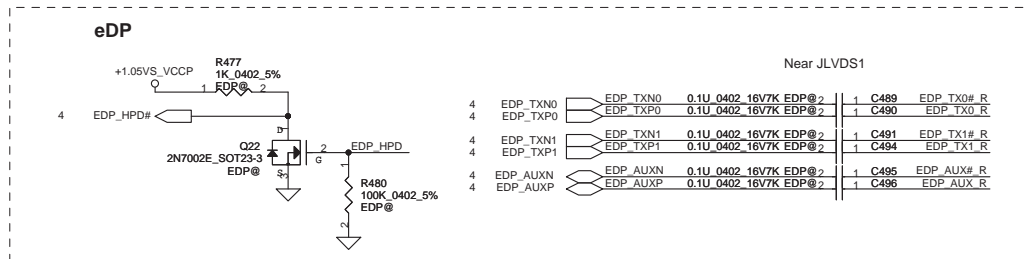 eDP
+1.05VS_VCCP
R477
1K_0402_5%
EDP@
1
2
4
EDP_HPD#
D
Q22
2N7002E_SOT23-3
EDP@
2
G
EDP_HPD
S
3
1
R480
100K_0402_5%
EDP@
2
Near JLVDS1
4 EDP_TXN0 EDP_TXN0 0.1U_0402_16V7K EDP@ 2 1 C489 EDP_TX0#_R
4 EDP_TXP0 EDP_TXP0 0.1U_0402_16V7K EDP@ 2 1 C490 EDP_TX0_R
4 EDP_TXN1 EDP_TXN1 0.1U_0402_16V7K EDP@ 2 1 C491 EDP_TX1#_R
4 EDP_TXP1 EDP_TXP1 0.1U_0402_16V7K EDP@ 2 1 C494 EDP_TX1_R
4 EDP_AUXN EDP_AUXN 0.1U_0402_16V7K EDP@ 2 1 C495 EDP_AUX#_R
4 EDP_AUXP EDP_AUXP 0.1U_0402_16V7K EDP@ 2 1 C496 EDP_AUX_R